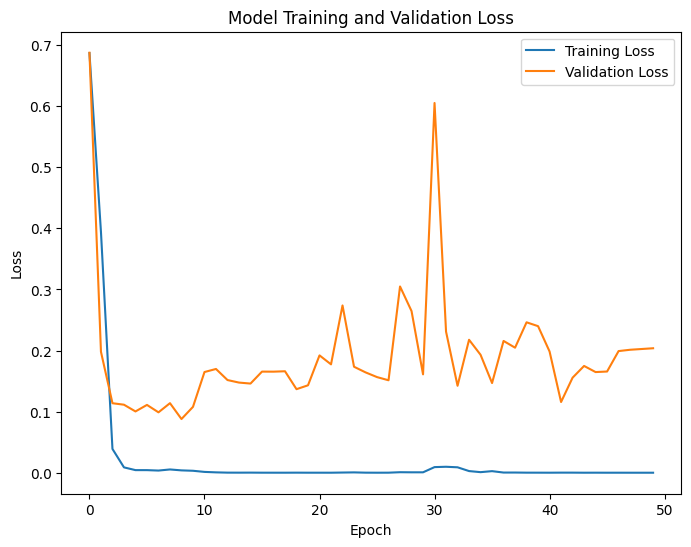 Model Training and Validation Loss
Training Loss
Validation Loss
Loss
0.7
0.6
0.5
0.4
0.3
0.2
0.1
0.0
0 10 20 30 40 50
Epoch